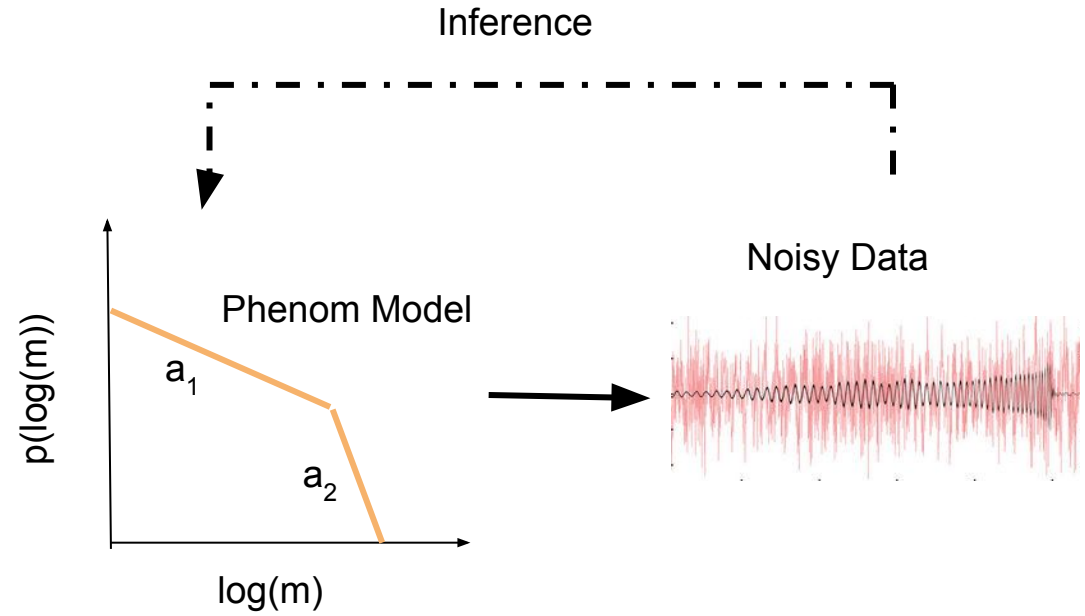 Inference
Noisy Data
Phenom Model
a₁
a₂
p(log(m))
log(m)